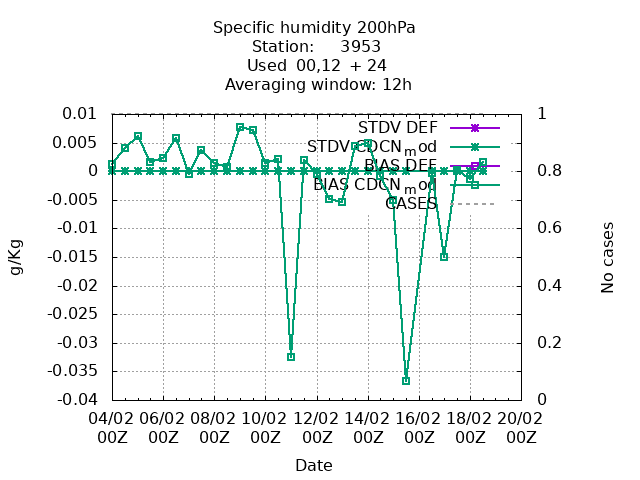 Specific humidity 200hPa
Station: 3953
Used 00,12 + 24
Averaging window: 12h
0.01
0.005
0
-0.005
-0.01
-0.015
-0.02
-0.025
-0.03
-0.035
-0.04
g/Kg
STDV DEF
STDV CDCN_mod
BIAS DEF
BIAS CDCN_mod
CASES
1
0.8
0.6
0.4
0.2
0
No cases
04/02 06/02 08/02 10/02 12/02 14/02 16/02 18/02 20/02
00Z 00Z 00Z 00Z 00Z 00Z 00Z 00Z 00Z
Date